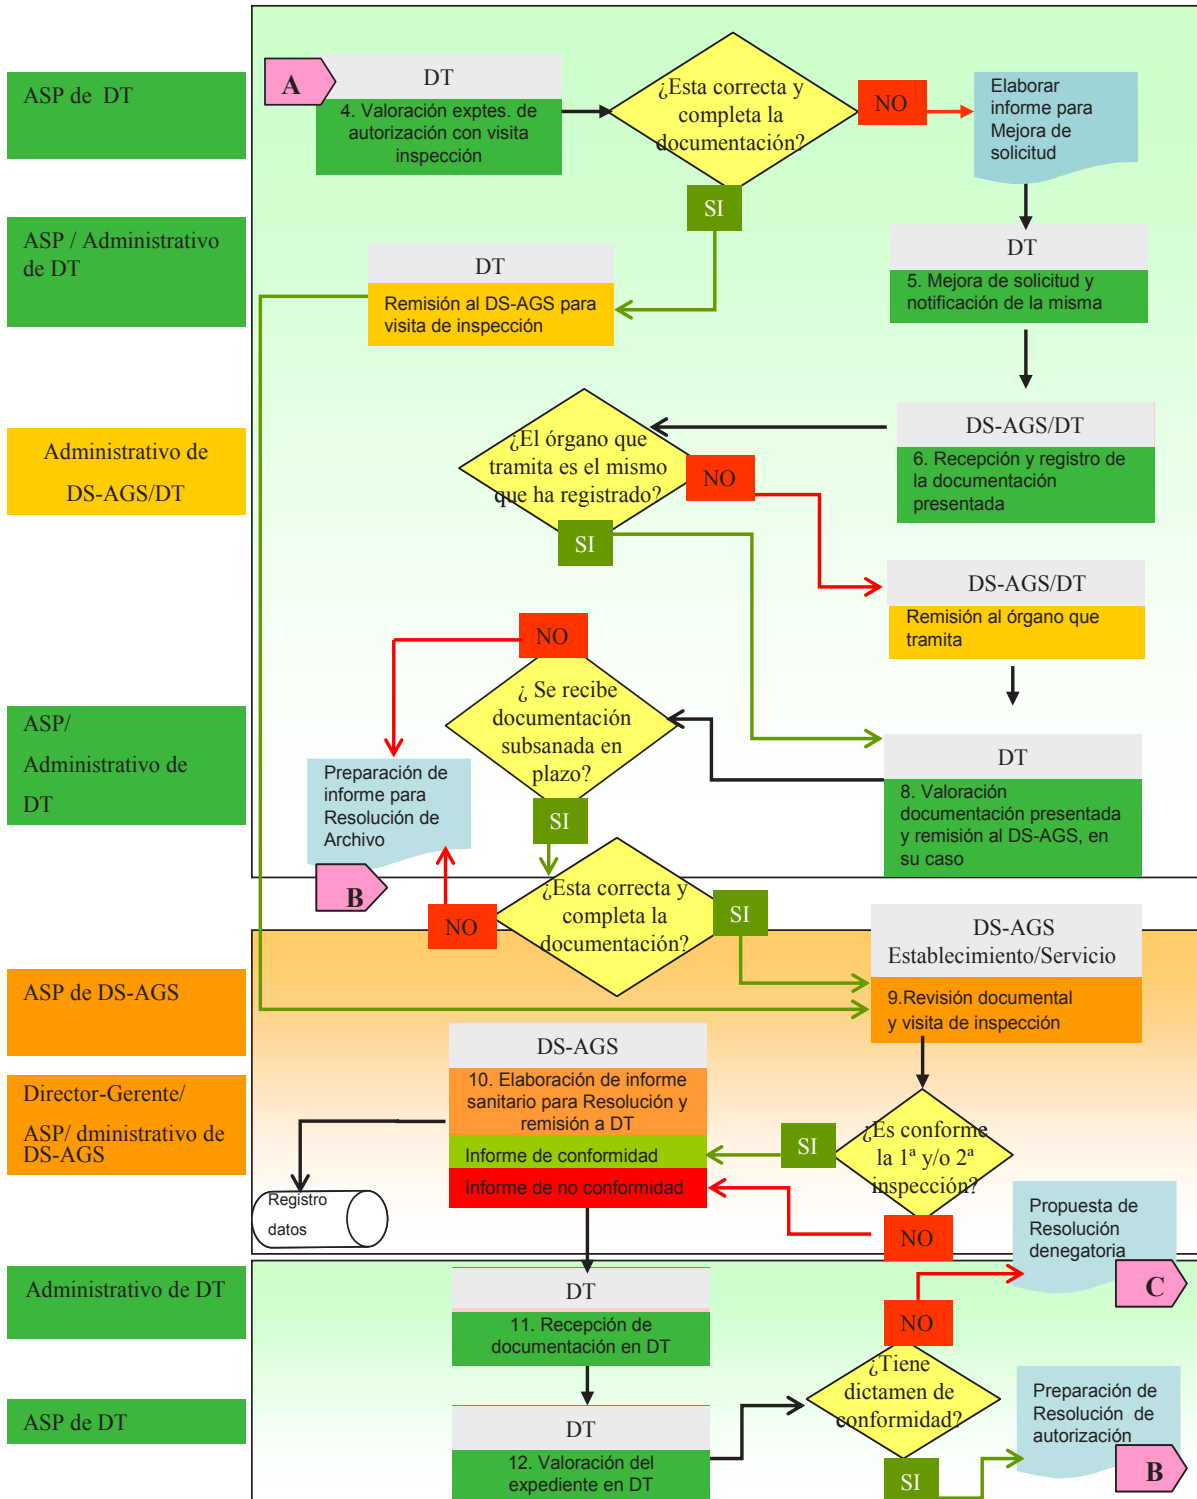 ASP de  DT
A
DT
4. Valoración exptes. de
autorización con visita
inspección
¿Esta correcta y
completa la
documentación?
NO
Elaborar
informe para
Mejora de
solicitud
SI
ASP / Administrativo
de DT
DT
Remisión al DS-AGS para
visita de inspección
DT
5. Mejora de solicitud y
notificación de la misma
Administrativo de
DS-AGS/DT
¿El órgano que
tramita es el mismo
que ha registrado?
NO
SI
DS-AGS/DT
6. Recepción y registro de
la documentación
presentada
DS-AGS/DT
Remisión al órgano que
tramita
NO
¿ Se recibe
documentación
subsanada en
plazo?
SI
ASP/
Administrativo de
DT
Preparación de
informe para
Resolución de
Archivo
B
DT
8. Valoración
documentación presentada
y remisión al DS-AGS, en
su caso
¿Esta correcta y
completa la
documentación?
NO
SI
DS-AGS
Establecimiento/Servicio
9.Revisión documental
y visita de inspección
ASP de DS-AGS
DS-AGS
10. Elaboración de informe
sanitario para Resolución y
remisión a DT
Informe de conformidad
Informe de no conformidad
Director-Gerente/
ASP/ dministrativo de
DS-AGS
SI
¿Es conforme
la 1ª y/o 2ª
inspección?
NO
Registro
datos
Propuesta de
Resolución
denegatoria
C
Administrativo de DT
DT
11. Recepción de
documentación en DT
NO
¿Tiene
dictamen de
conformidad?
SI
ASP de DT
DT
12. Valoración del
expediente en DT
Preparación de
Resolución  de
autorización
B